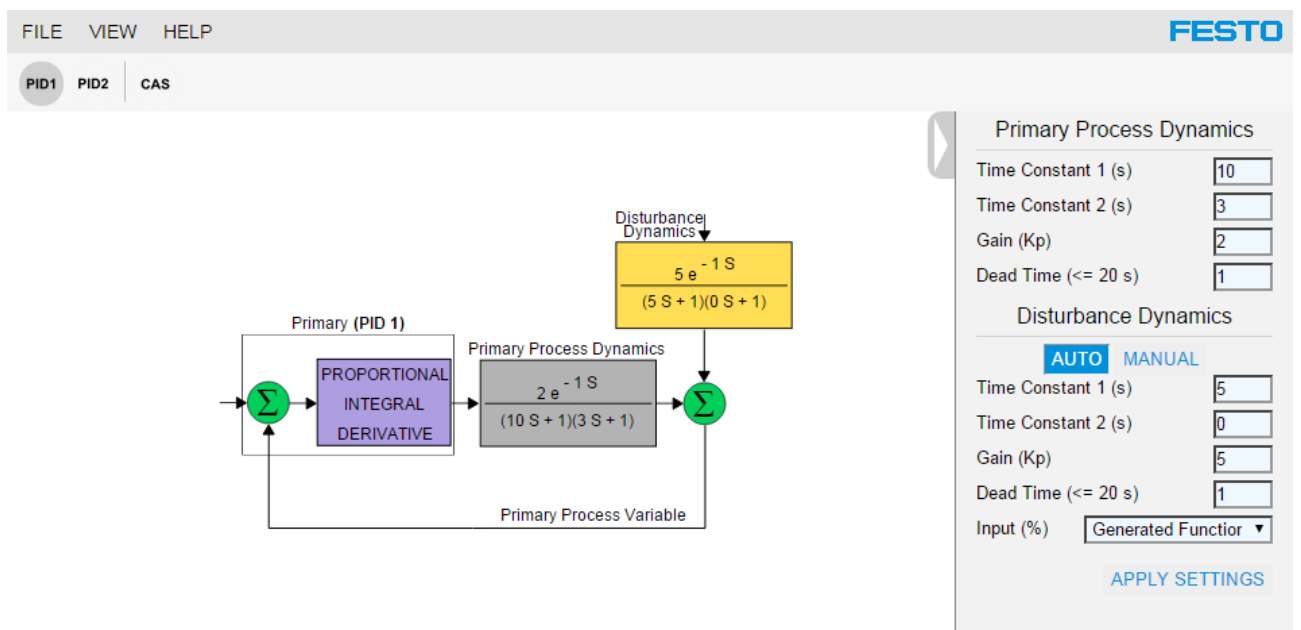 FILE VIEW HELP
FESTO
PID1 PID2 CAS
Disturbance
Dynamics
5 e - 1 S
(5 S + 1)(0 S + 1)
Primary (PID 1)
PROPORTIONAL
INTEGRAL
DERIVATIVE
Σ
Primary Process Dynamics
2 e - 1 S
(10 S + 1)(3 S + 1)
Σ
Primary Process Variable
Primary Process Dynamics
Time Constant 1 (s) 10
Time Constant 2 (s) 3
Gain (Kp) 2
Dead Time (<= 20 s) 1
Disturbance Dynamics
AUTO MANUAL
Time Constant 1 (s) 5
Time Constant 2 (s) 0
Gain (Kp) 5
Dead Time (<= 20 s) 1
Input (%) Generated Functior
APPLY SETTINGS